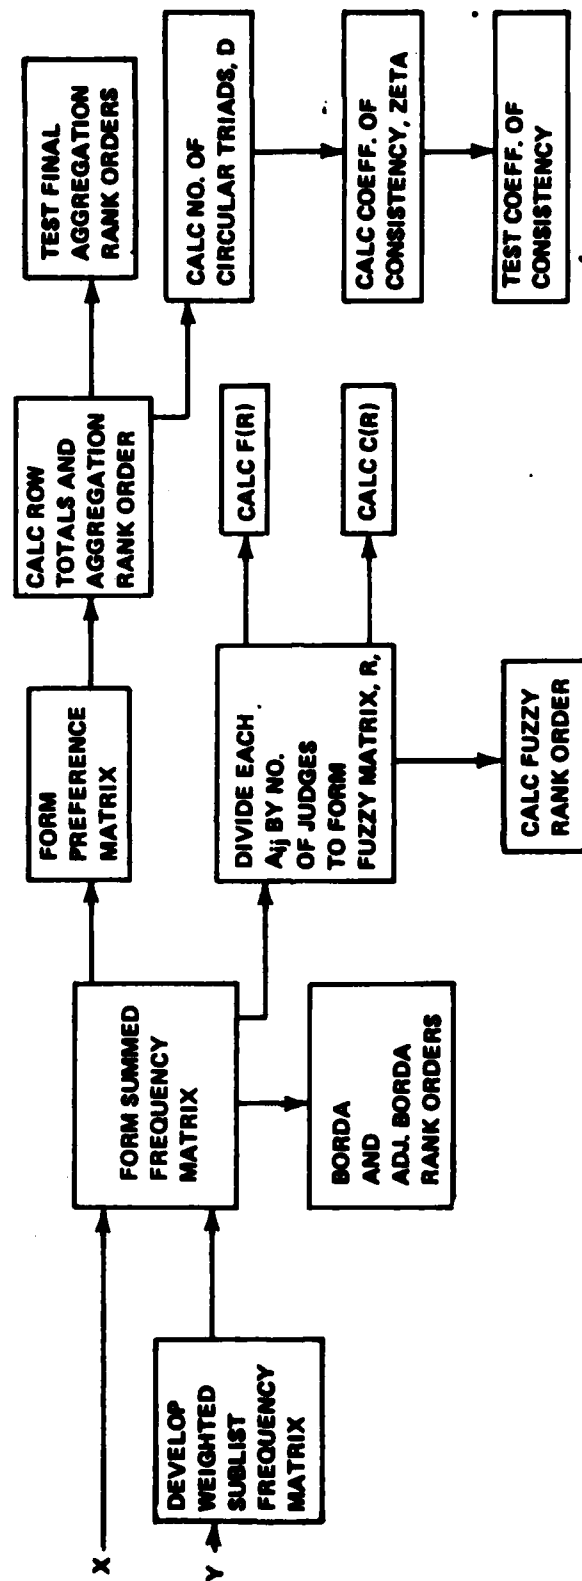 X
Y
DEVELOP
WEIGHTED
SUBLIST
FREQUENCY
MATRIX
FORM SUMMED
FREQUENCY
MATRIX
BORDA
AND
ADJ. BORDA
RANK ORDERS
FORM
PREFERENCE
MATRIX
DIVIDE EACH
Aij BY NO.
OF JUDGES
TO FORM
FUZZY MATRIX, R,
CALC FUZZY
RANK ORDER
CALC ROW
TOTALS AND
AGGREGATION
RANK ORDER
CALC F(R)
CALC C(R)
TEST FINAL
AGGREGATION
RANK ORDERS
CALC NO. OF
CIRCULAR TRIADS, D
CALC COEFF. OF
CONSISTENCY, ZETA
TEST COEFF. OF
CONSISTENCY